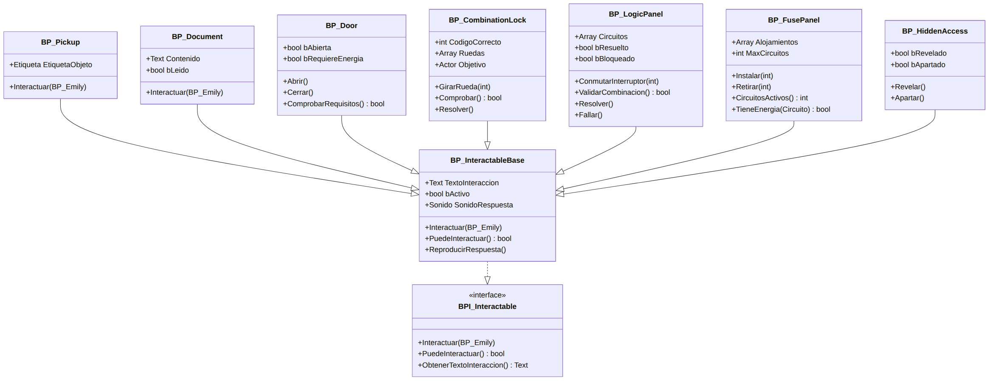 BP_Pickup
+Etiqueta EtiquetaObjeto
+Interactuar(BP_Emily)
BP_Document
+Text Contenido
+bool bLeido
+Interactuar(BP_Emily)
BP_Door
+bool bAbierta
+bool bRequiereEnergia
+Abrir()
+Cerrar()
+ComprobarRequisitos() : bool
BP_CombinationLock
+int CodigoCorrecto
+Array Ruedas
+Actor Objetivo
+GirarRueda(int)
+Comprobar() : bool
+Resolver()
BP_LogicPanel
+Array Circuitos
+bool bResuelto
+bool bBloqueado
+ConmutarInterruptor(int)
+ValidarCombinacion() : bool
+Resolver()
+Fallar()
BP_FusePanel
+Array Alojamientos
+int MaxCircuitos
+Instalar(int)
+Retirar(int)
+CircuitosActivos() : int
+TieneEnergia(Circuito) : bool
BP_HiddenAccess
+bool bRevelado
+bool bApartado
+Revelar()
+Apartar()
BP_InteractableBase
+Text TextoInteraccion
+bool bActivo
+Sonido SonidoRespuesta
+Interactuar(BP_Emily)
+PuedeInteractuar() : bool
+ReproducirRespuesta()
«interface»
BPI_Interactable
+Interactuar(BP_Emily)
+PuedeInteractuar() : bool
+ObtenerTextoInteraccion() : Text